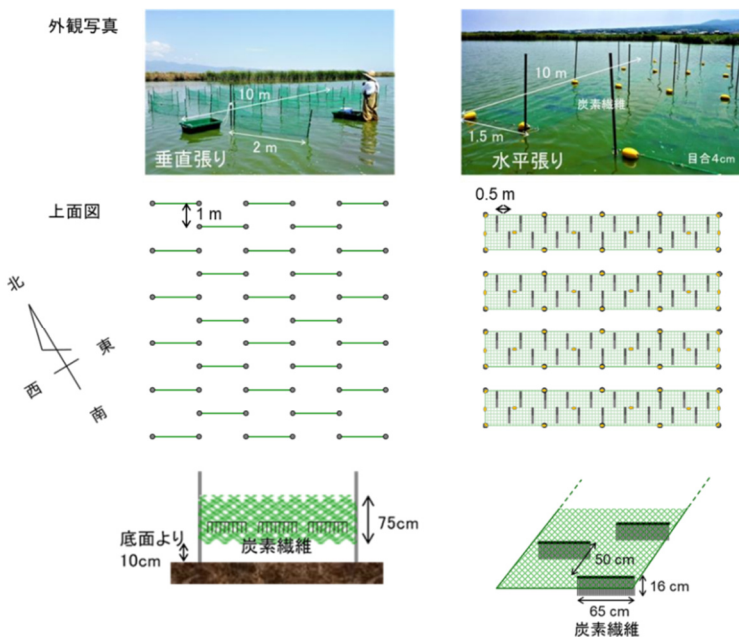 外観写真
10 m
2 m
垂直張り
10 m
炭素繊維
1.5 m
水平張り
目合4cm
上面図
1 m
0.5 m
北
東
西
南
75cm
底面より
10cm
炭素繊維
50 cm
16 cm
65 cm
炭素繊維